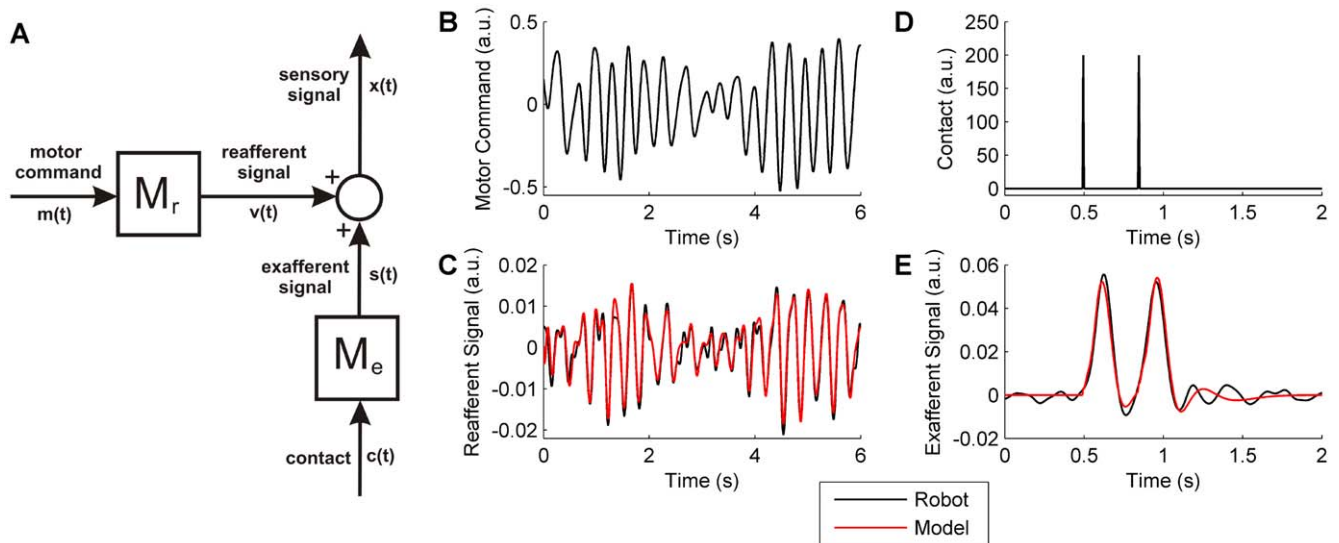 A
sensory
signal
x(t)
motor
command
m(t)
M_r
reafferent
signal
v(t)
+
+
exafferent
signal
s(t)
M_e
contact
c(t)
B
Motor Command (a.u.)
0.5
0
-0.5
0 2 4 6
Time (s)
C
Reafferent Signal (a.u.)
0.02
0.01
0
-0.01
-0.02
0 2 4 6
Time (s)
D
Contact (a.u.)
250
200
150
100
50
0
0 0.5 1 1.5 2
Time (s)
E
Exafferent Signal (a.u.)
0.06
0.04
0.02
0
-0.02
0 0.5 1 1.5 2
Time (s)
Robot
Model